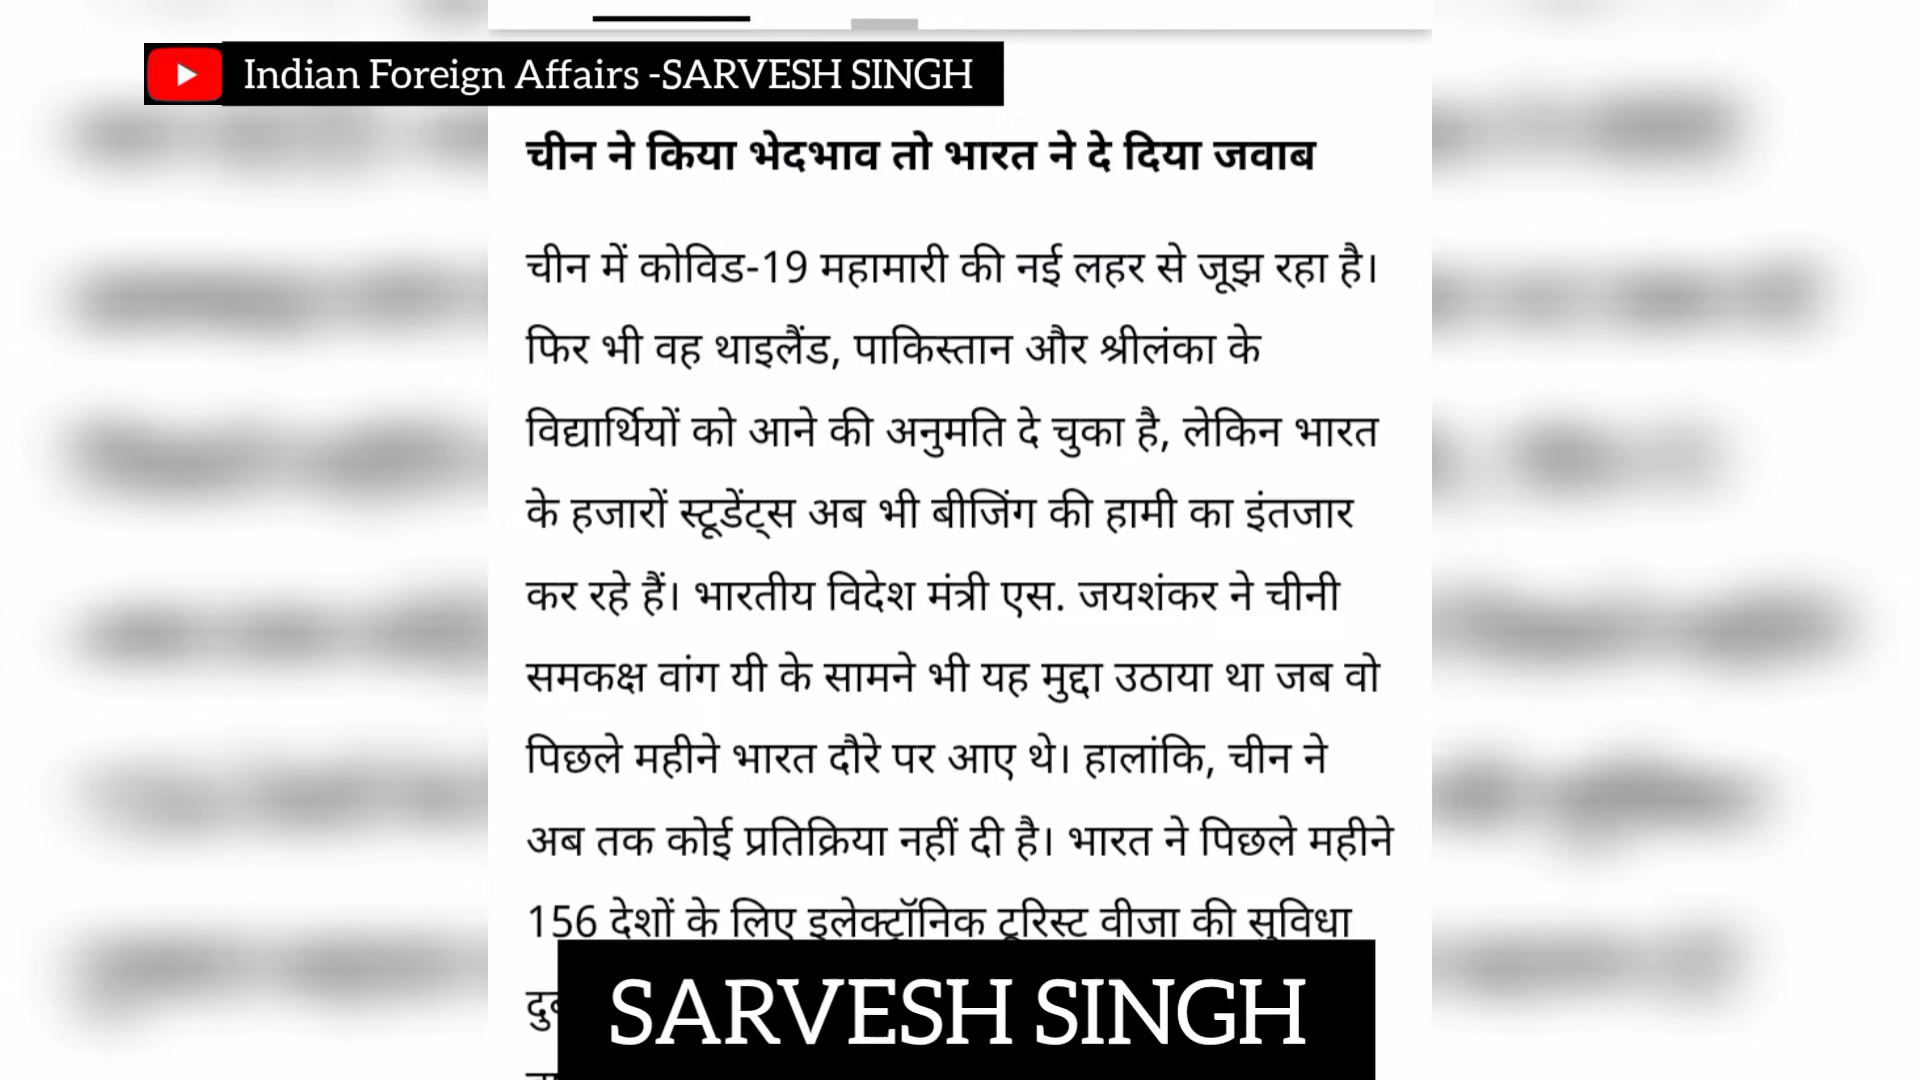 Indian Foreign Affairs -SARVESH SINGH
चीन ने किया भेदभाव तो भारत ने दे दिया जवाब
चीन में कोविड-19 महामारी की नई लहर से जूझ रहा है।
फिर भी वह थाइलैंड, पाकिस्तान और श्रीलंका के
विद्यार्थियों को आने की अनुमति दे चुका है, लेकिन भारत
के हजारों स्टूडेंट्स अब भी बीजिंग की हामी का इंतजार
कर रहे हैं। भारतीय विदेश मंत्री एस. जयशंकर ने चीनी
समकक्ष वांग यी के सामने भी यह मुद्दा उठाया था जब वो
पिछले महीने भारत दौरे पर आए थे। हालांकि, चीन ने
अब तक कोई प्रतिक्रिया नहीं दी है। भारत ने पिछले महीने
156 देशों के लिए इलेक्ट्रॉनिक टूरिस्ट वीजा की सुविधा
SARVESH SINGH